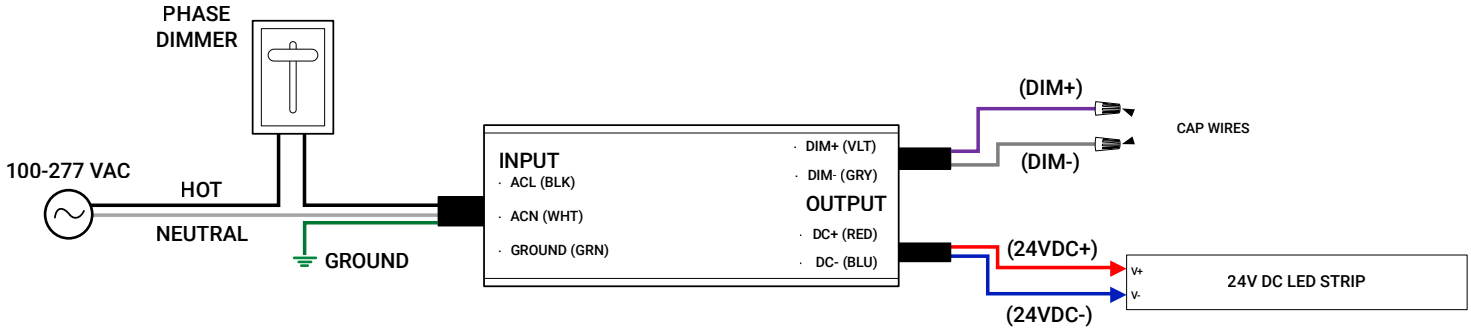 PHASE
DIMMER
100-277 VAC
HOT
NEUTRAL
GROUND
INPUT
· ACL (BLK)
· ACN (WHT)
· GROUND (GRN)
· DIM+ (VLT)
· DIM- (GRY)
OUTPUT
· DC+ (RED)
· DC- (BLU)
(DIM+)
(DIM-)
CAP WIRES
(24VDC+)
(24VDC-)
V+
V-
24V DC LED STRIP